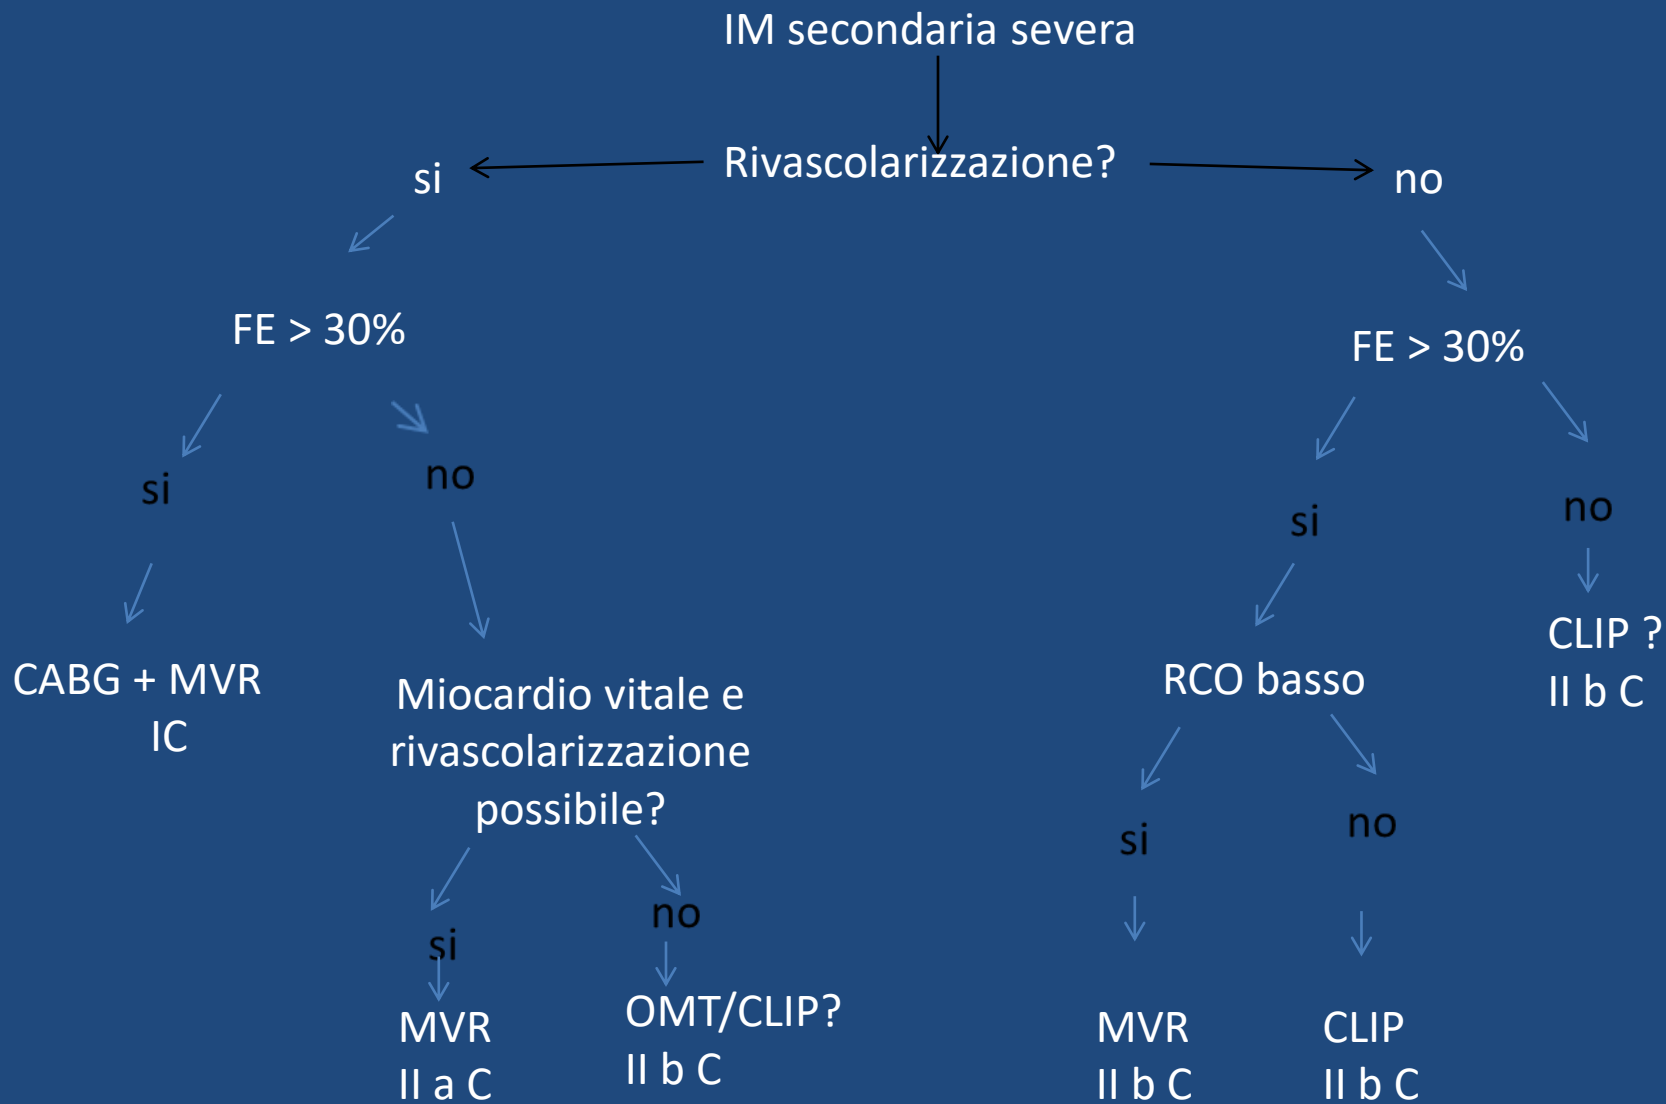 IM secondaria severa
Rivascolarizzazione?
si
no
FE > 30%
FE > 30%
si
no
si
no
CABG + MVR
IC
Miocardio vitale e
rivascolarizzazione
possibile?
RCO basso
CLIP ?
II b C
si
no
si
no
MVR
II a C
OMT/CLIP?
II b C
MVR
II b C
CLIP
II b C